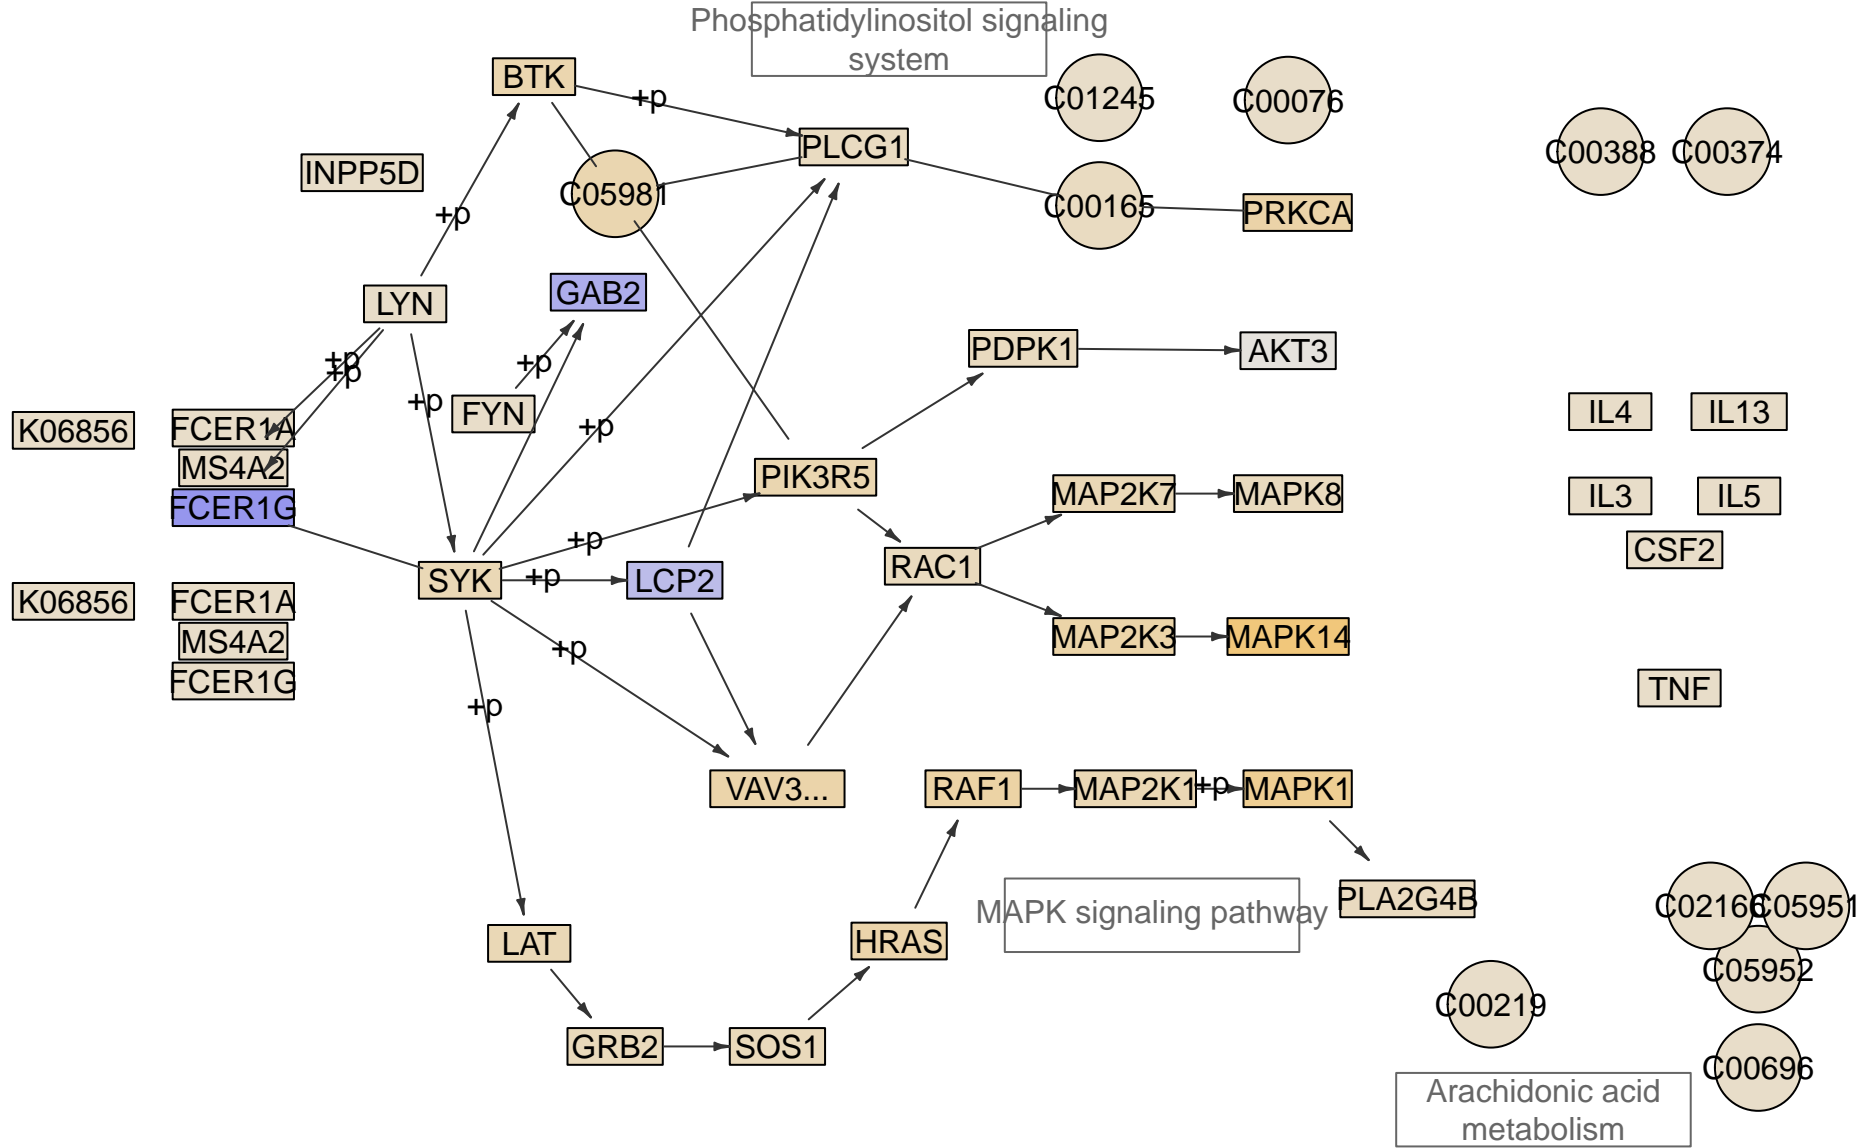 Phosphatidylinositol signaling
system
BTK
+p
C01245
C00076
PLCG1
C00388
C00374
INPP5D
C05981
C00165
PRKCA
+p
LYN
GAB2
+p
+p
+p
PDPK1
AKT3
+p
FYN
+p
K06856
FCER1A
IL4
IL13
MS4A2
PIK3R5
FCER1G
MAP2K7
MAPK8
IL3
IL5
+p
CSF2
SYK
+p
LCP2
RAC1
K06856
FCER1A
MS4A2
+p
MAP2K3
MAPK14
FCER1G
TNF
+p
VAV3...
RAF1
MAP2K1
+p
MAPK1
PLA2G4B
MAPK signaling pathway
C02166
C05951
LAT
HRAS
C05952
C00219
GRB2
SOS1
C00696
Arachidonic acid
metabolism